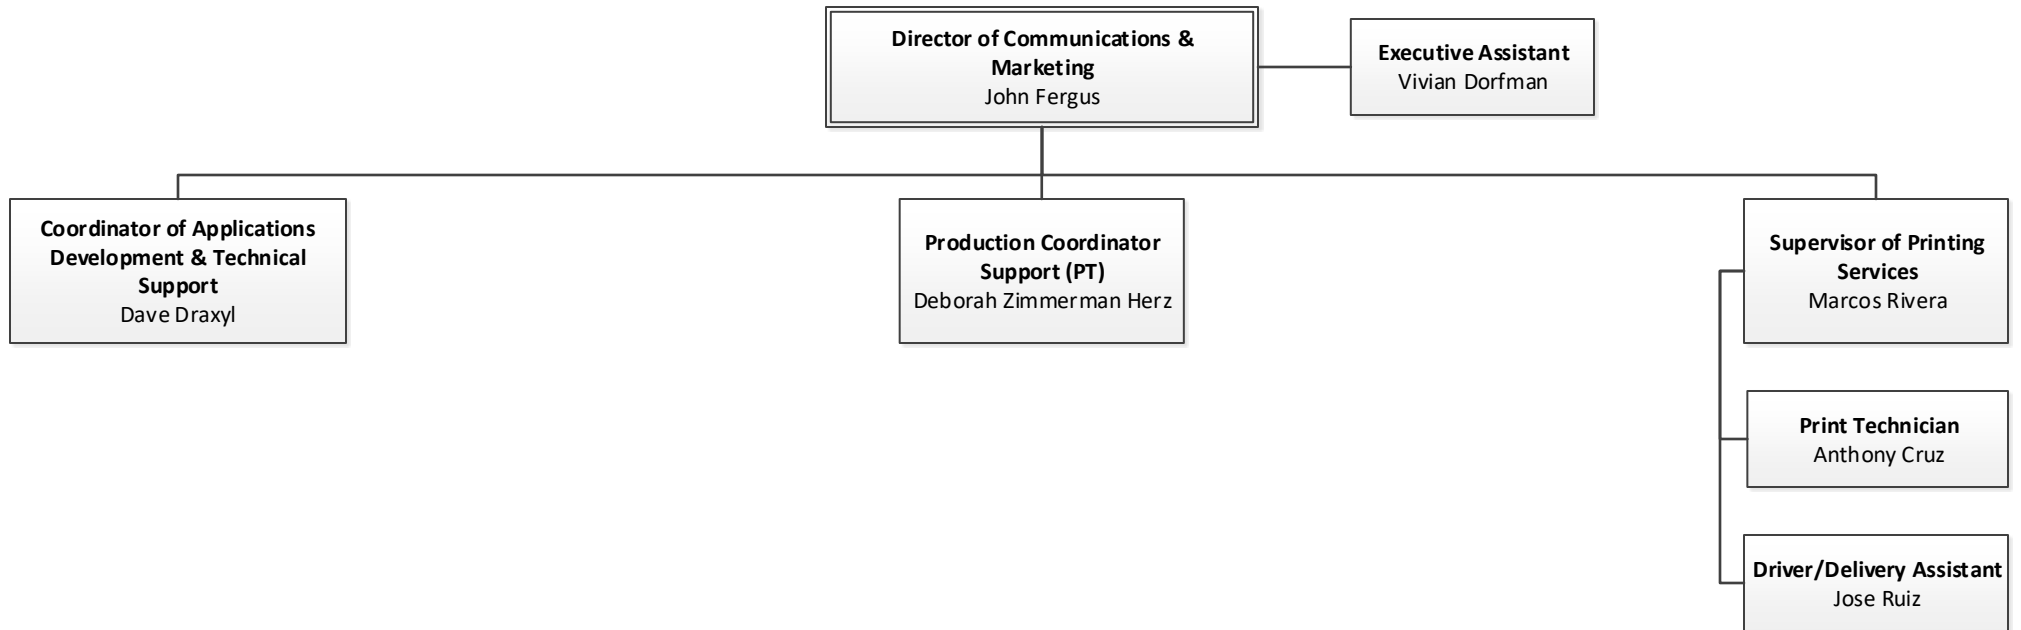 Director of Communications &
Marketing
John Fergus
Executive Assistant
Vivian Dorfman
Coordinator of Applications
Development & Technical
Support
Dave Draxyl
Production Coordinator
Support (PT)
Deborah Zimmerman Herz
Supervisor of Printing
Services
Marcos Rivera
Print Technician
Anthony Cruz
Driver/Delivery Assistant
Jose Ruiz